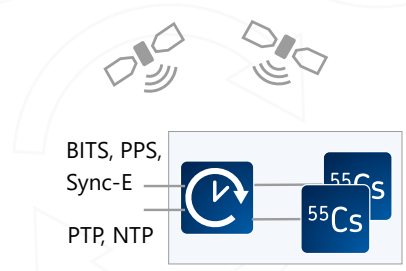 BITS, PPS,
Sync-E
PTP, NTP
55Cs
55Cs